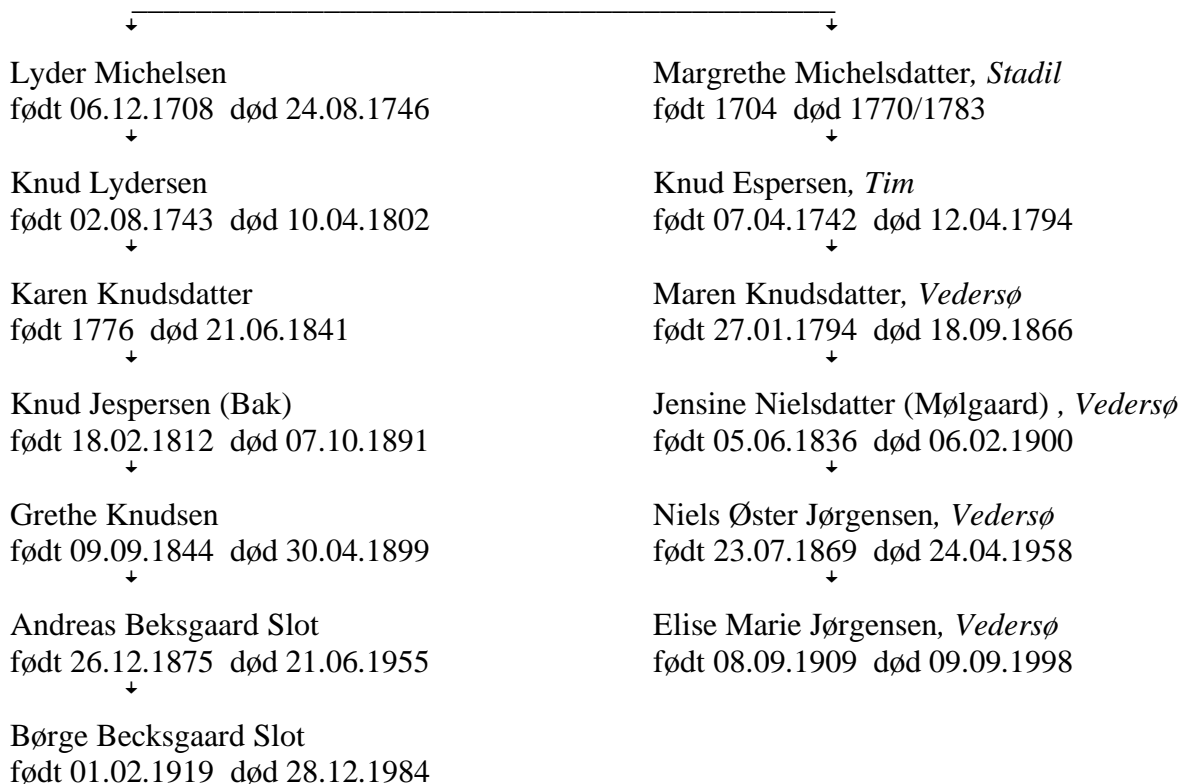 Lyder Michelsen
født 06.12.1708 død 24.08.1746
Knud Lydersen
født 02.08.1743 død 10.04.1802
Karen Knudsdatter
født 1776 død 21.06.1841
Knud Jespersen (Bak)
født 18.02.1812 død 07.10.1891
Grethe Knudsen
født 09.09.1844 død 30.04.1899
Andreas Beksgaard Slot
født 26.12.1875 død 21.06.1955
Børge Becksgaard Slot
født 01.02.1919 død 28.12.1984
Margrethe Michelsdatter, Stadil
født 1704 død 1770/1783
Knud Espersen, Tim
født 07.04.1742 død 12.04.1794
Maren Knudsdatter, Vedersø
født 27.01.1794 død 18.09.1866
Jensine Nielsdatter (Mølgaard) , Vedersø
født 05.06.1836 død 06.02.1900
Niels Øster Jørgensen, Vedersø
født 23.07.1869 død 24.04.1958
Elise Marie Jørgensen, Vedersø
født 08.09.1909 død 09.09.1998